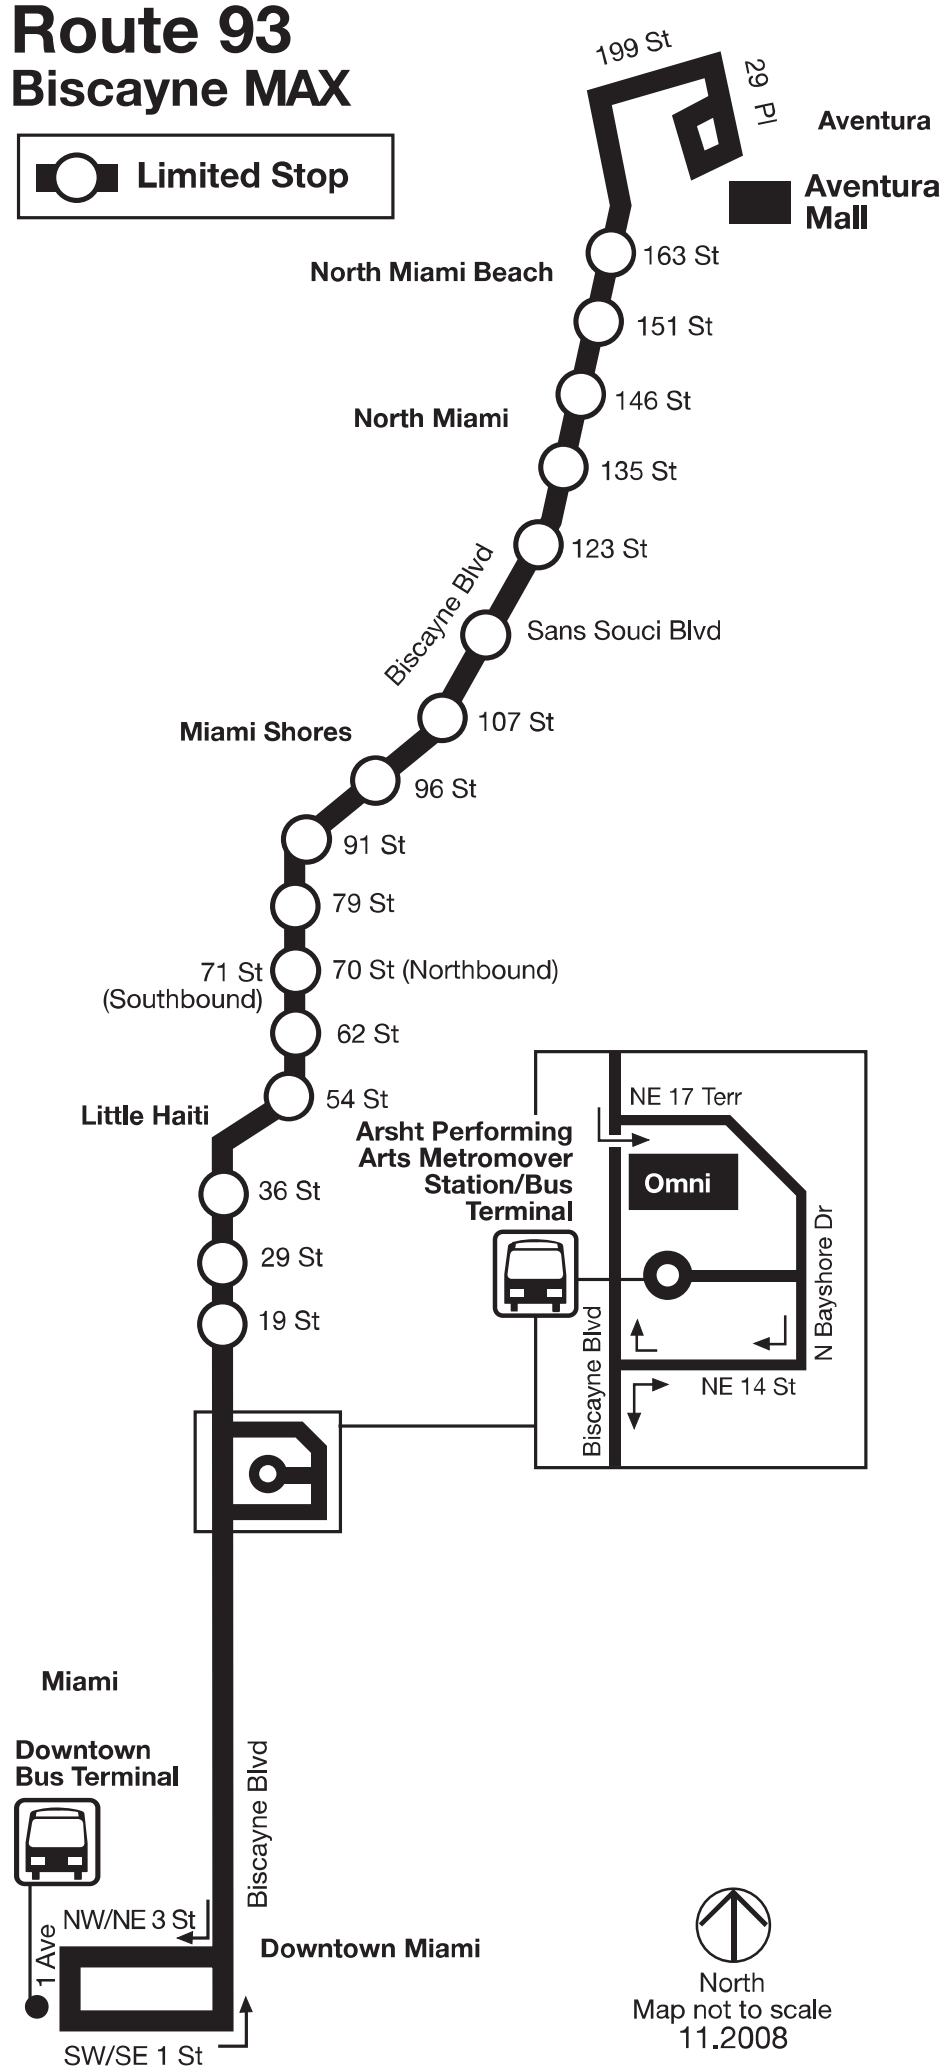 Route 93
Biscayne MAX
Limited Stop
199 St
29 Pl
Aventura
Aventura
Mall
163 St
North Miami Beach
151 St
146 St
North Miami
135 St
123 St
Biscayne Blvd
Sans Souci Blvd
107 St
Miami Shores
96 St
91 St
79 St
71 St
(Southbound)
70 St (Northbound)
62 St
54 St
Little Haiti
36 St
29 St
19 St
Arsht Performing
Arts Metromover
Station/Bus
Terminal
NE 17 Terr
Omni
N Bayshore Dr
Biscayne Blvd
NE 14 St
Miami
Downtown
Bus Terminal
Biscayne Blvd
NW/NE 3 St
1 Ave
Downtown Miami
SW/SE 1 St
North
Map not to scale
11.2008